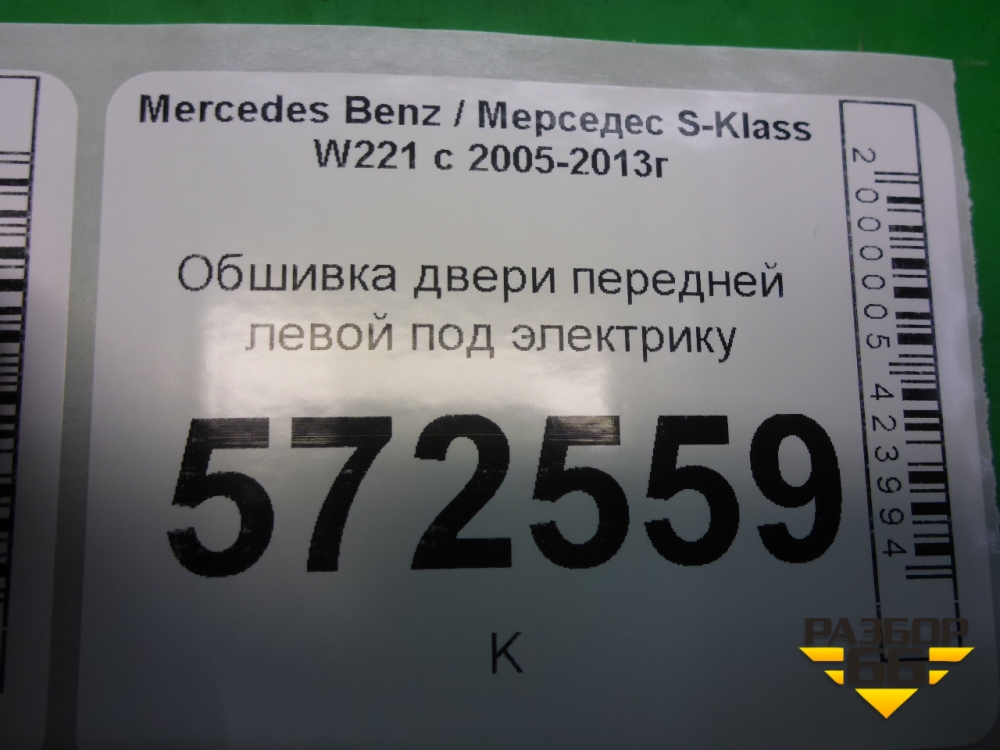 Mercedes Benz / Мерседес S-Klass
W221 с 2005-2013г
Обшивка двери передней
левой под электрику
572559
К
2000005423994
РАЗБОР
66